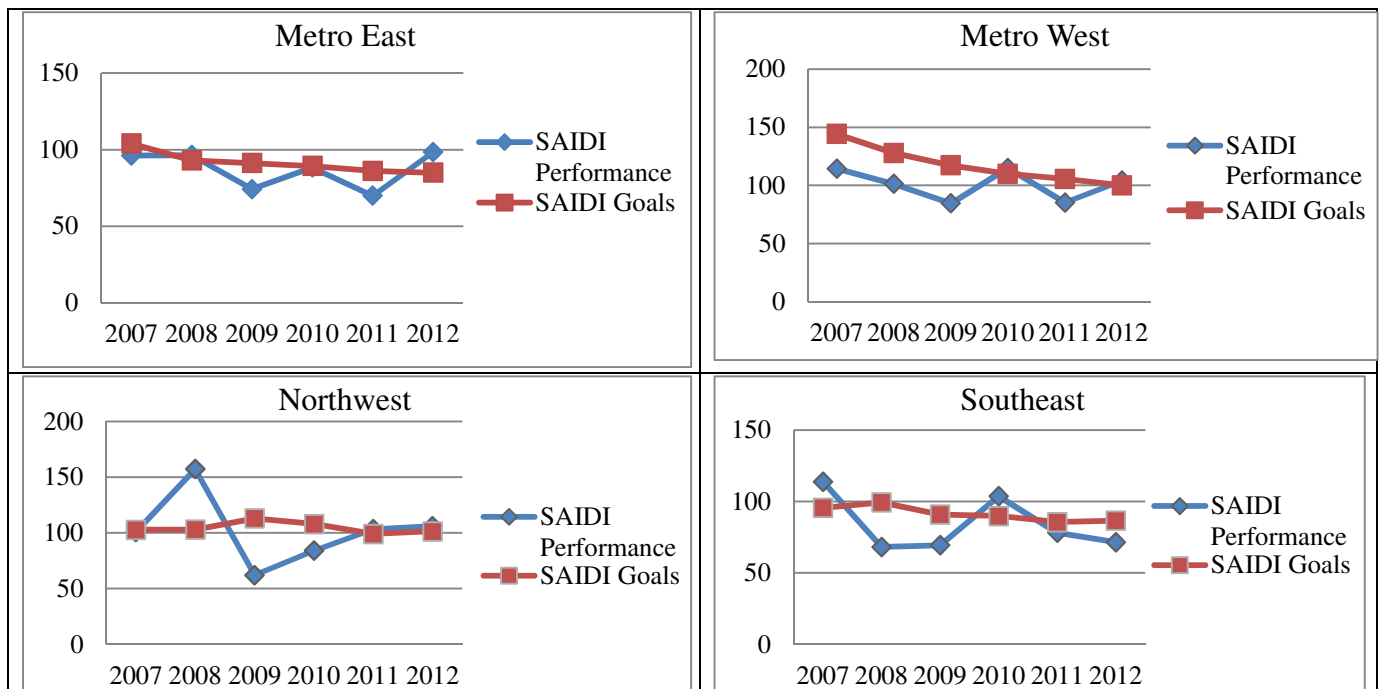 Metro East
150
100
50
0
2007 2008 2009 2010 2011 2012
SAIDI
Performance
SAIDI Goals
Metro West
200
150
100
50
0
2007 2008 2009 2010 2011 2012
SAIDI
Performance
SAIDI Goals
Northwest
200
150
100
50
0
2007 2008 2009 2010 2011 2012
SAIDI
Performance
SAIDI Goals
Southeast
150
100
50
0
2007 2008 2009 2010 2011 2012
SAIDI
Performance
SAIDI Goals